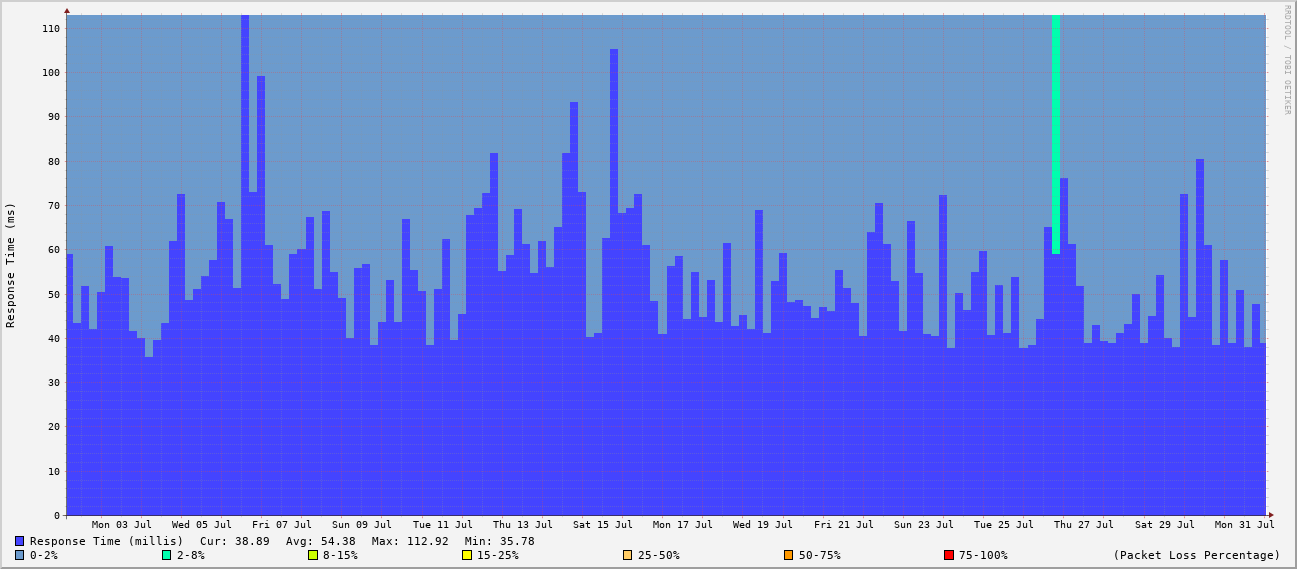 RRDTOOL / TOBI OETIKER
Response Time (ms)
110
100
90
80
70
60
50
40
30
20
10
0
Mon 03 Jul Wed 05 Jul Fri 07 Jul Sun 09 Jul Tue 11 Jul Thu 13 Jul Sat 15 Jul Mon 17 Jul Wed 19 Jul Fri 21 Jul Sun 23 Jul Tue 25 Jul Thu 27 Jul Sat 29 Jul Mon 31 Jul
Response Time (millis) Cur: 38.89 Avg: 54.38 Max: 112.92 Min: 35.78
0-2% 2-8% 8-15% 15-25% 25-50% 50-75% 75-100% (Packet Loss Percentage)